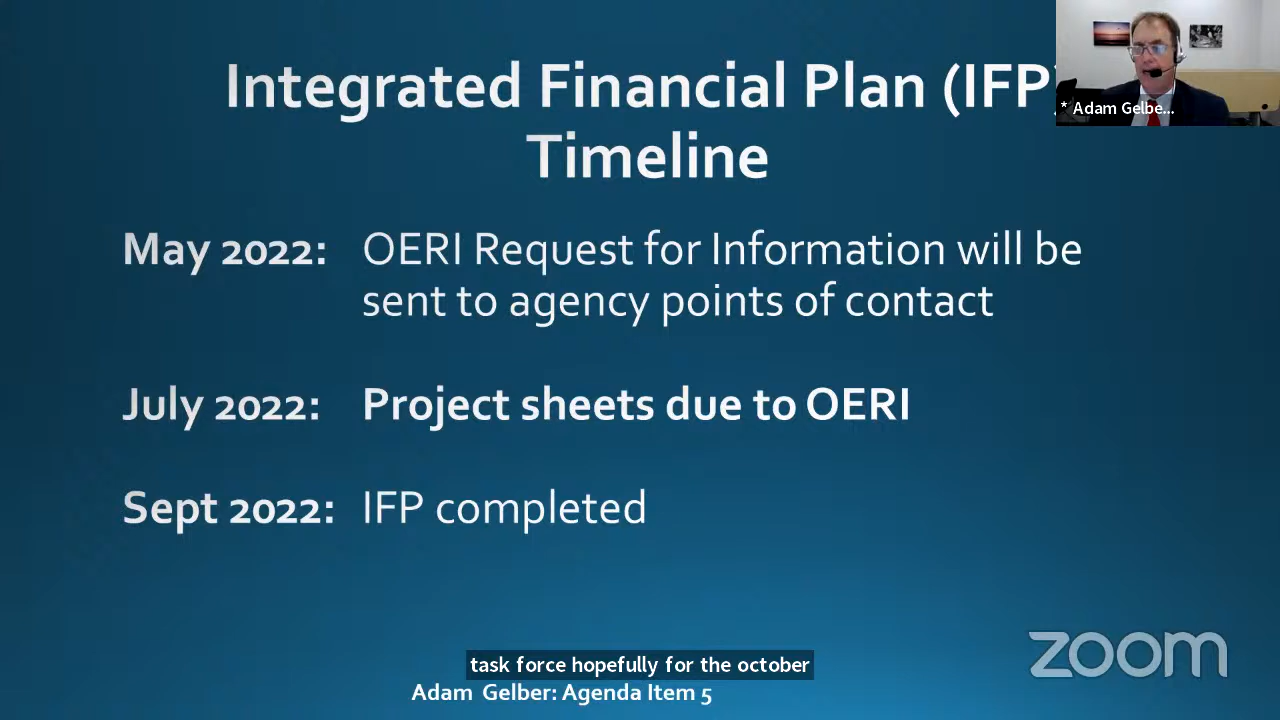 Integrated Financial Plan (IFP)
Timeline
* Adam Gelbe...
May 2022: OERI Request for Information will be
sent to agency points of contact
July 2022: Project sheets due to OERI
Sept 2022: IFP completed
zoom
task force hopefully for the october
Adam Gelber: Agenda Item 5